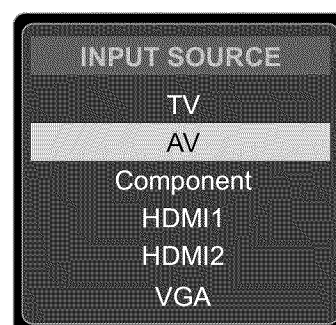 INPUT SOURCE
TV
AV
Component
HDMI1
HDMI2
VGA